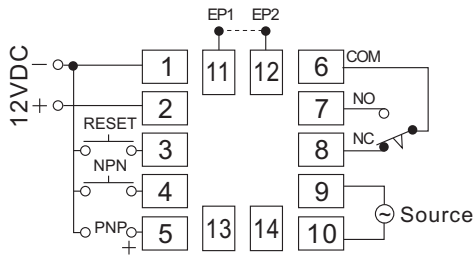 EP1 EP2
12VDC
− 1 11 12 6 COM
+ 2 7 NO
RESET 3 8 NC
NPN 4 9
Source
PNP + 5 13 14 10